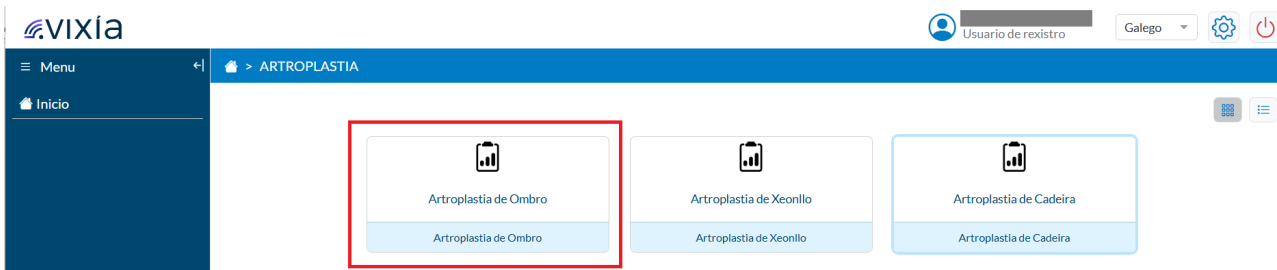 VIXÍA
Usuario de rexistro
Galego
Menu
> ARTROPLASTIA
Inicio
Artroplastia de Ombro
Artroplastia de Xeonllo
Artroplastia de Cadeira
Artroplastia de Ombro
Artroplastia de Xeonllo
Artroplastia de Cadeira